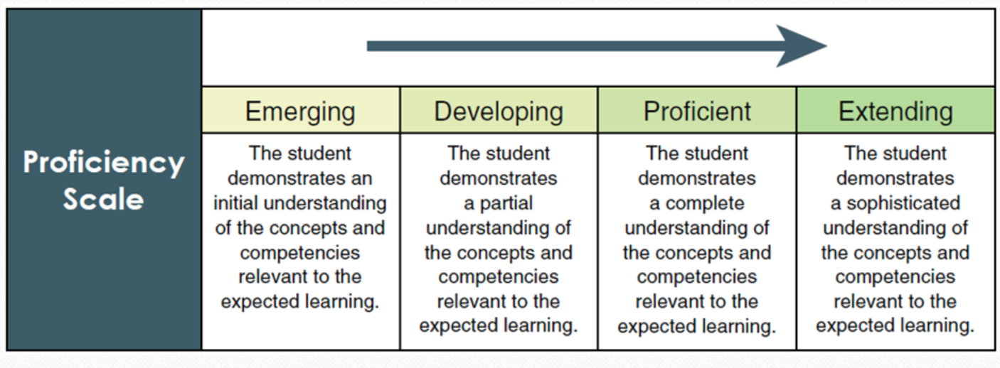 Proficiency
Scale
Emerging
The student
demonstrates an
initial understanding
of the concepts and
competencies
relevant to the
expected learning.
Developing
The student
demonstrates
a partial
understanding of
the concepts and
competencies
relevant to the
expected learning.
Proficient
The student
demonstrates
a complete
understanding of
the concepts and
competencies
relevant to the
expected learning.
Extending
The student
demonstrates
a sophisticated
understanding of
the concepts and
competencies
relevant to the
expected learning.